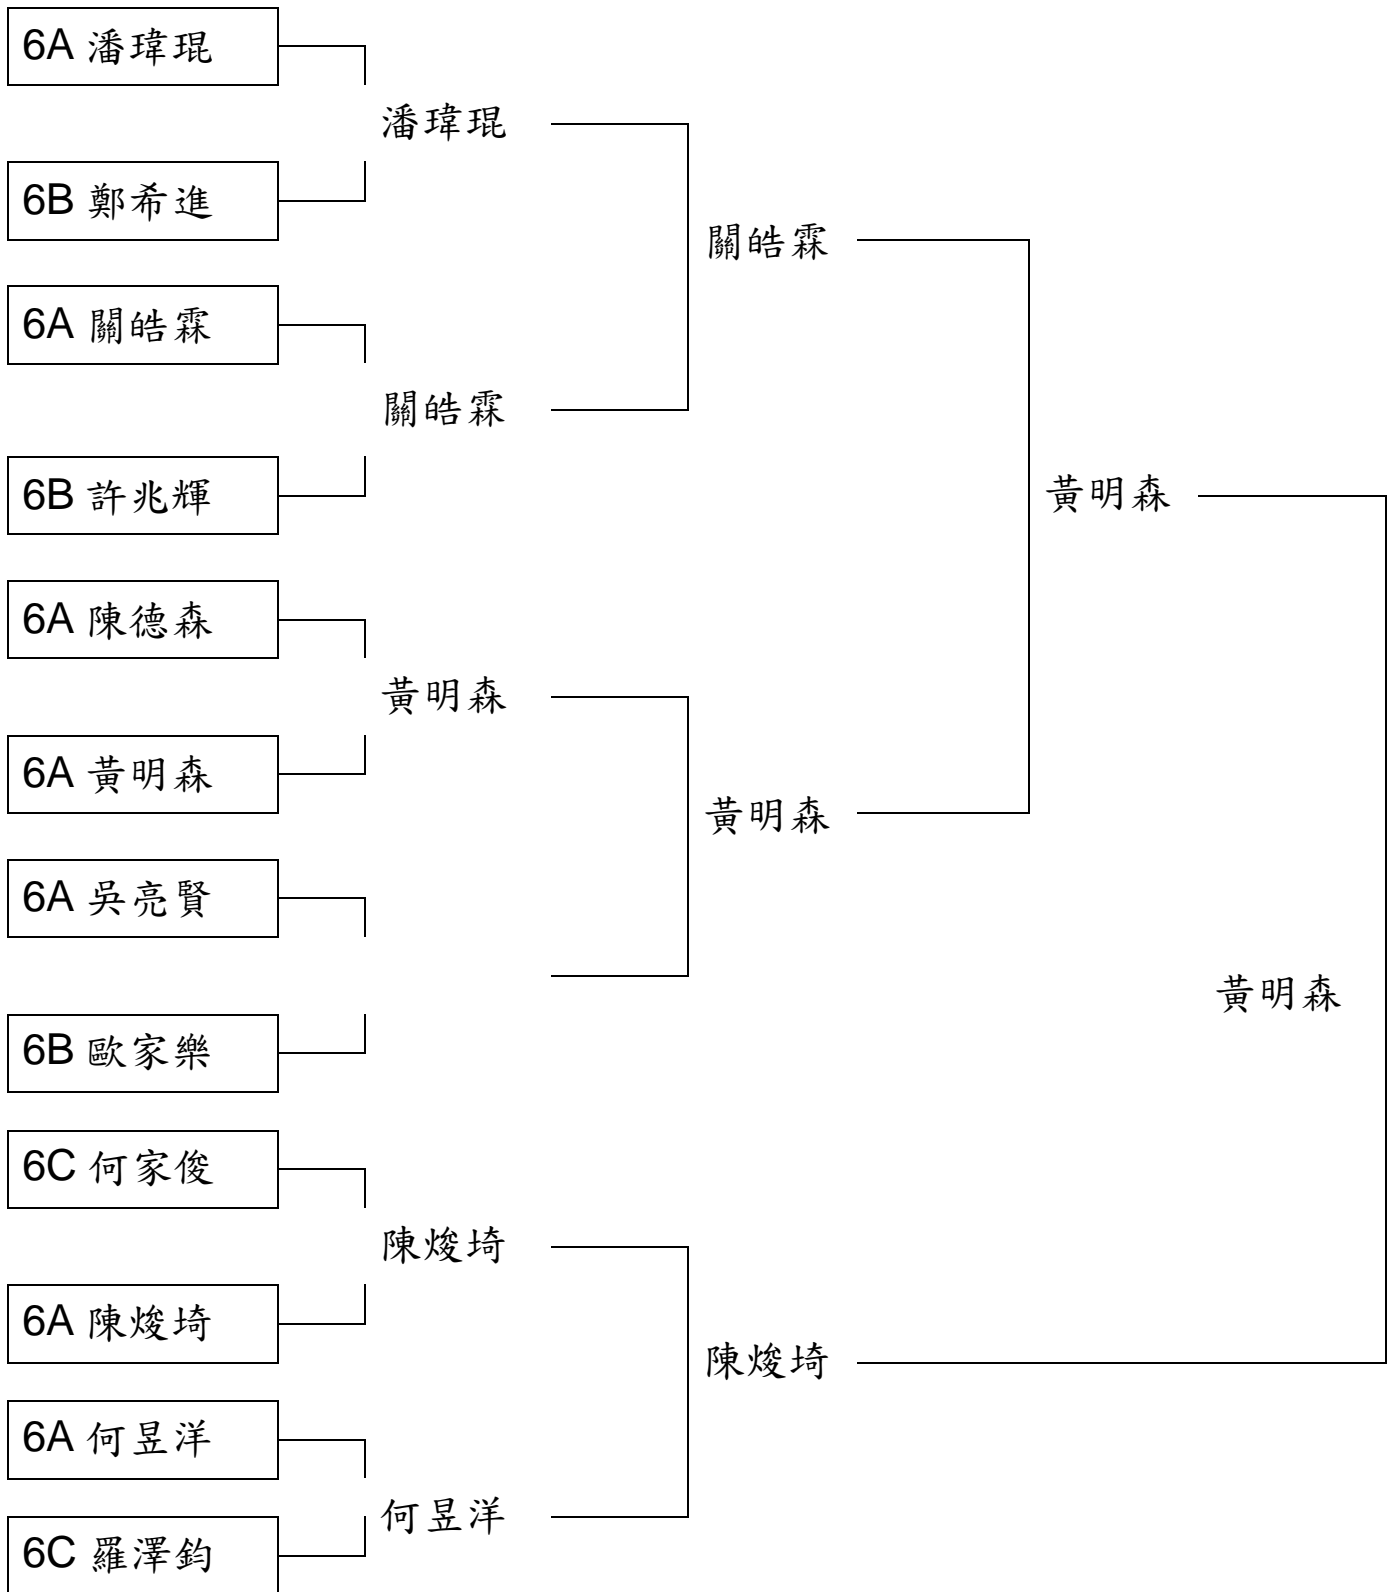 6A 潘瑋琨
潘瑋琨
6B 鄭希進
關皓霖
6A 關皓霖
關皓霖
6B 許兆輝
黃明森
6A 陳德森
黃明森
6A 黃明森
黃明森
6A 吳亮賢
黃明森
6B 歐家樂
6C 何家俊
陳焌埼
6A 陳焌埼
陳焌埼
6A 何昱洋
何昱洋
6C 羅澤鈞